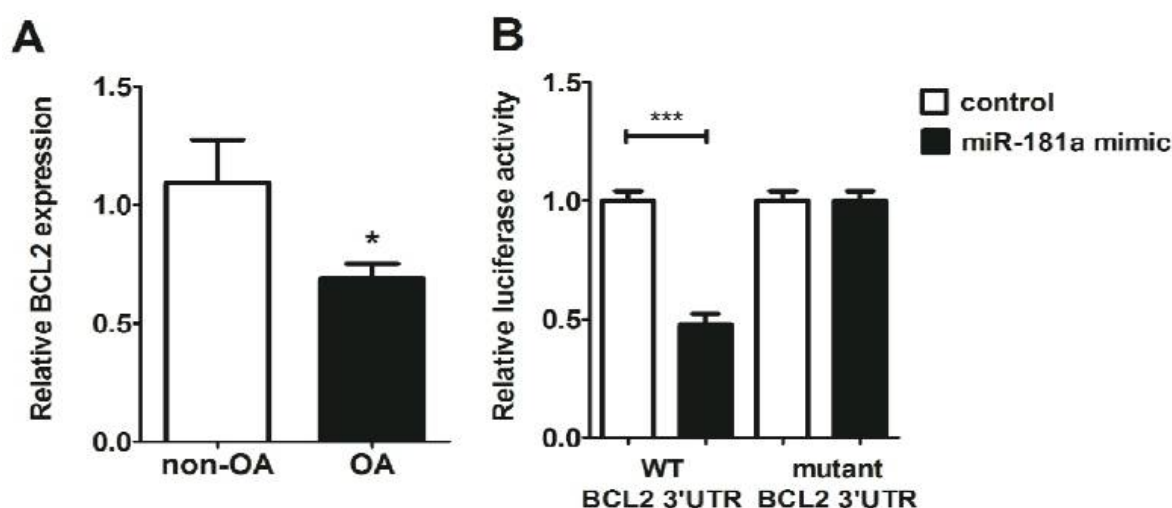 A
Relative BCL2 expression
1.5
1.0
0.5
0.0
*
non-OA
OA
B
Relative luciferase activity
1.5
1.0
0.5
0.0
***
WT
BCL2 3'UTR
mutant
BCL2 3'UTR
control
miR-181a mimic